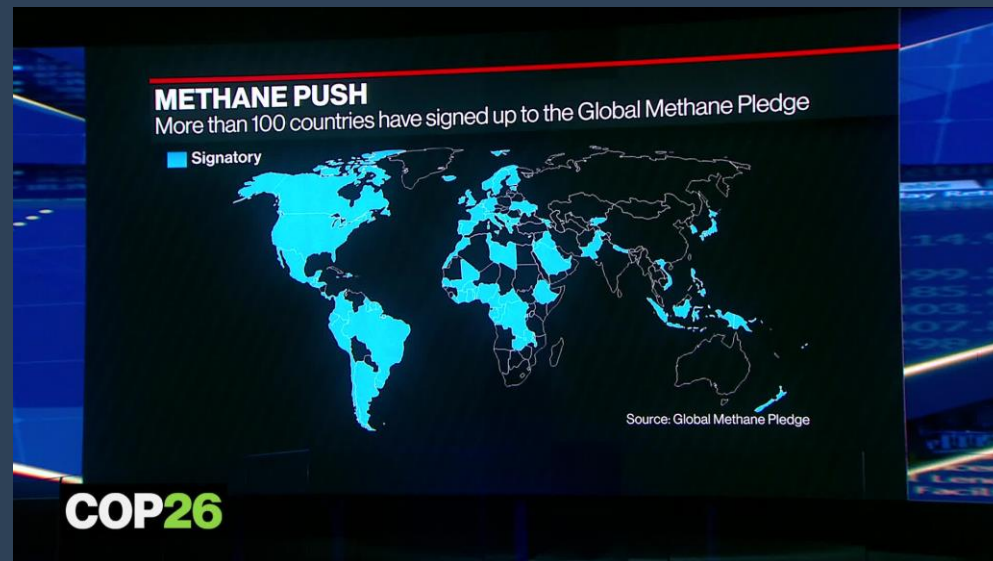 METHANE PUSH
More than 100 countries have signed up to the Global Methane Pledge
Signatory
Source: Global Methane Pledge
COP26